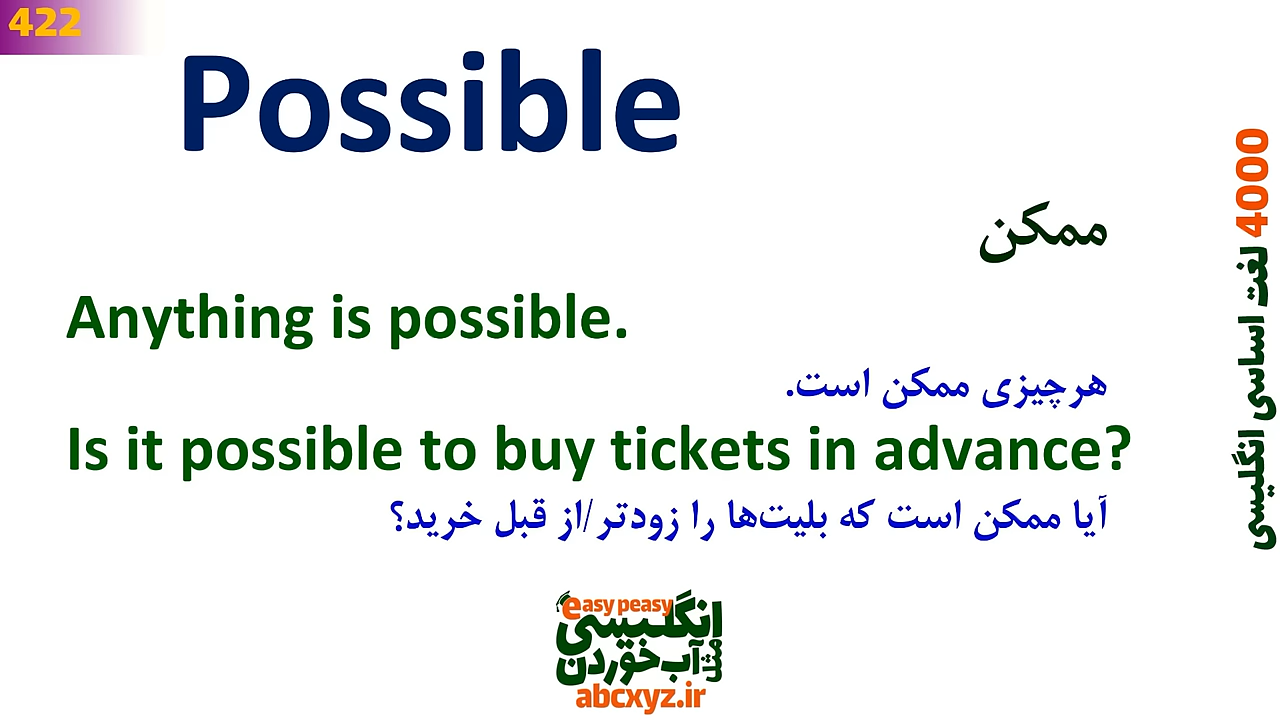 422
Possible
ممکن
Anything is possible.
هرچیزی ممکن است.
Is it possible to buy tickets in advance?
آیا ممکن است که بلیت‌ها را زودتر/از قبل خرید؟
4000 لغت اساسی انگلیسی
easy peasy
انگلیسی
مثل آب‌خوردن
abcxyz.ir